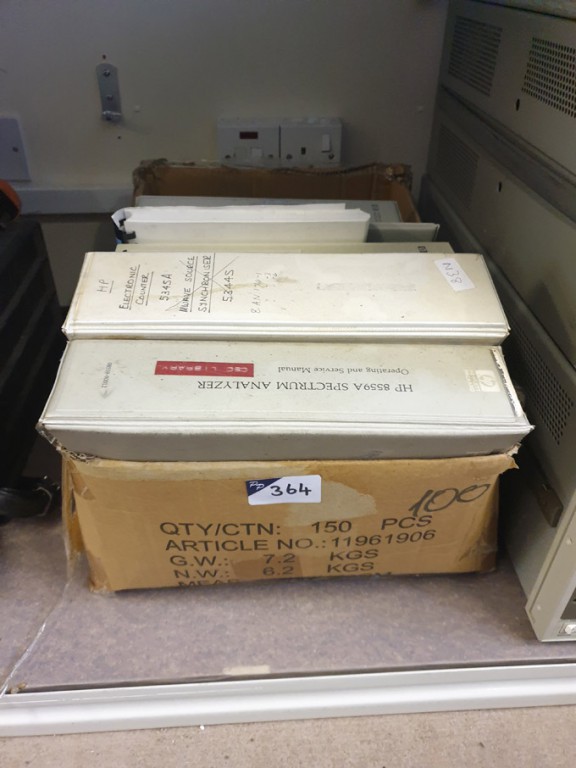 HP
ELECTRONIC
COUNTER
5345A
SOURCE
SYNCHRONISER
5344S
HP 8559A SPECTRUM ANALYZER
Operating and Service Manual
364
100
QTY/CTN: 150 PCS
ARTICLE NO.:11961906
G.W.: 7.2 KGS
N.W.: 6.2 KGS